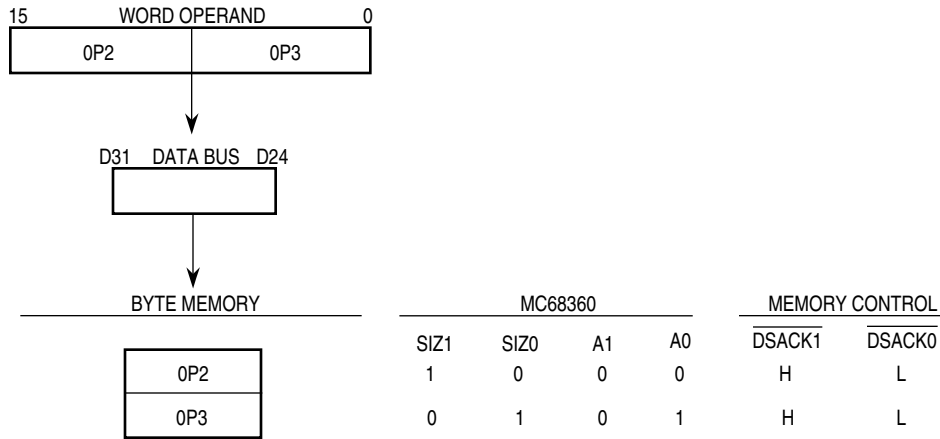 15 WORD OPERAND 0
0P2 0P3
D31 DATA BUS D24
BYTE MEMORY MC68360 MEMORY CONTROL
SIZ1 SIZ0 A1 A0 DSACK1 DSACK0
0P2 1 0 0 0 H L
0P3 0 1 0 1 H L